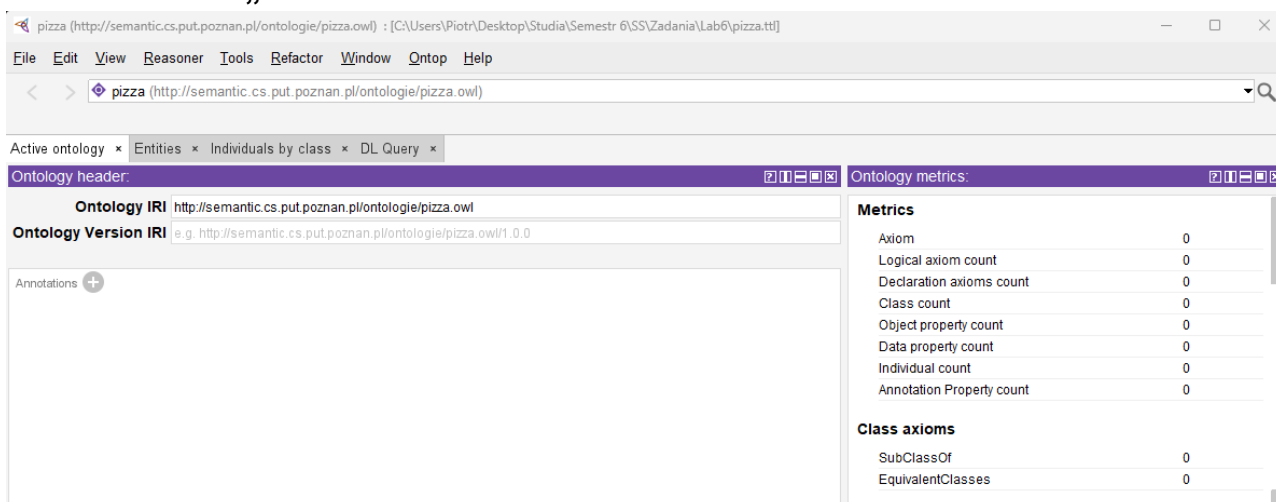 ”
pizza (http://semantic.cs.put.poznan.pl/ontologie/pizza.owl) : [C:\Users\Piotr\Desktop\Studia\Semestr 6\SS\Zadania\Lab6\pizza.ttl]
File Edit View Reasoner Tools Refactor Window Ontop Help
< > pizza (http://semantic.cs.put.poznan.pl/ontologie/pizza.owl)
Active ontology × Entities × Individuals by class × DL Query ×
Ontology header:
Ontology IRI http://semantic.cs.put.poznan.pl/ontologie/pizza.owl
Ontology Version IRI e.g. http://semantic.cs.put.poznan.pl/ontologie/pizza.owl/1.0.0
Annotations
Ontology metrics:
Metrics
Axiom 0
Logical axiom count 0
Declaration axioms count 0
Class count 0
Object property count 0
Data property count 0
Individual count 0
Annotation Property count 0
Class axioms
SubClassOf 0
EquivalentClasses 0